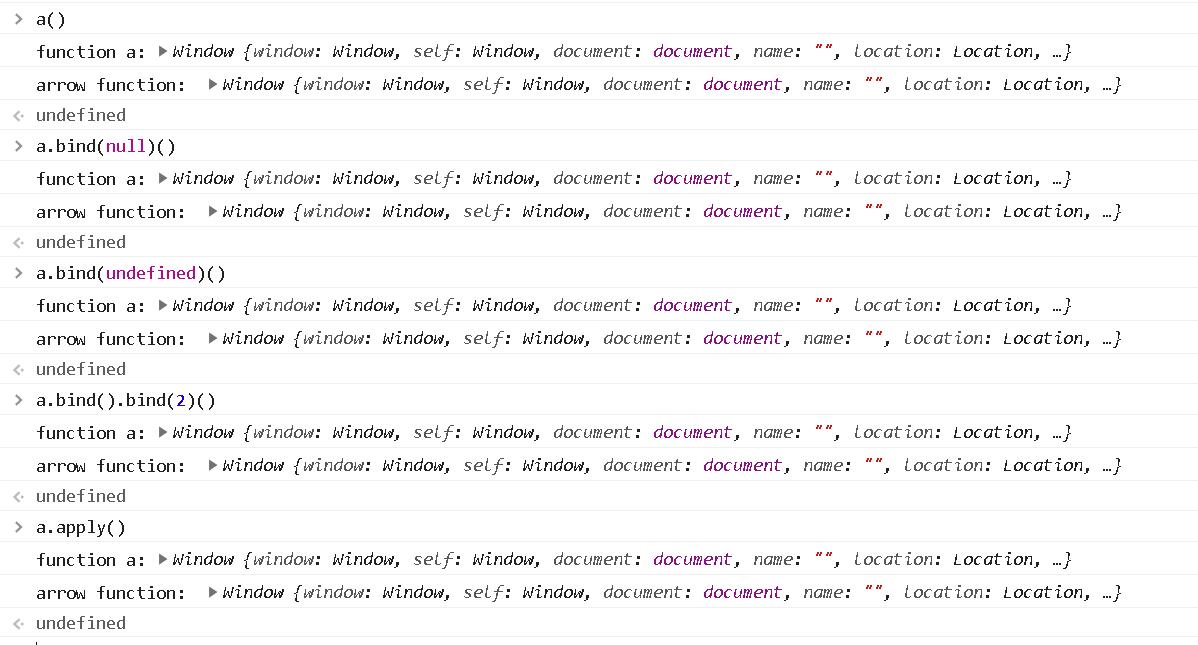 > a()
function a: ▶Window {window: Window, self: Window, document: document, name: "", location: Location, …}
arrow function: ▶Window {window: Window, self: Window, document: document, name: "", location: Location, …}
< undefined
> a.bind(null)()
function a: ▶Window {window: Window, self: Window, document: document, name: "", location: Location, …}
arrow function: ▶Window {window: Window, self: Window, document: document, name: "", location: Location, …}
< undefined
> a.bind(undefined)()
function a: ▶Window {window: Window, self: Window, document: document, name: "", location: Location, …}
arrow function: ▶Window {window: Window, self: Window, document: document, name: "", location: Location, …}
< undefined
> a.bind().bind(2)()
function a: ▶Window {window: Window, self: Window, document: document, name: "", location: Location, …}
arrow function: ▶Window {window: Window, self: Window, document: document, name: "", location: Location, …}
< undefined
> a.apply()
function a: ▶Window {window: Window, self: Window, document: document, name: "", location: Location, …}
arrow function: ▶Window {window: Window, self: Window, document: document, name: "", location: Location, …}
< undefined